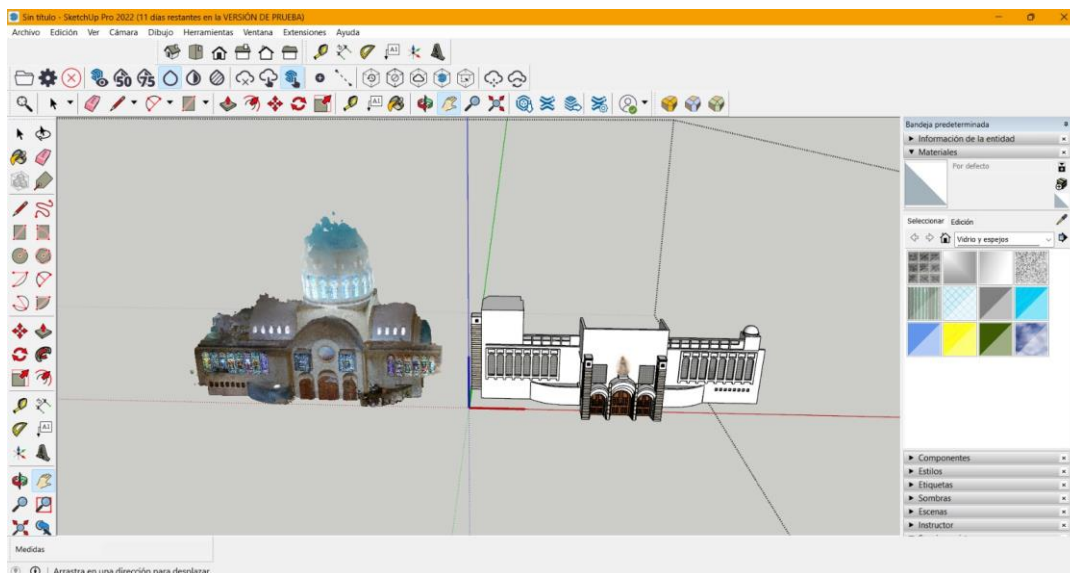 Sin título - SketchUp Pro 2022 (11 días restantes en la VERSIÓN DE PRUEBA)
Archivo Edición Ver Cámara Dibujo Herramientas Ventana Extensiones Ayuda
Bandeja predeterminada
Información de la entidad
Materiales
Por defecto
Seleccionar Edición
Vidrio y espejos
Componentes
Estilos
Etiquetas
Sombras
Escenas
Instructor
Medidas
Arrastra en una dirección para desplazar